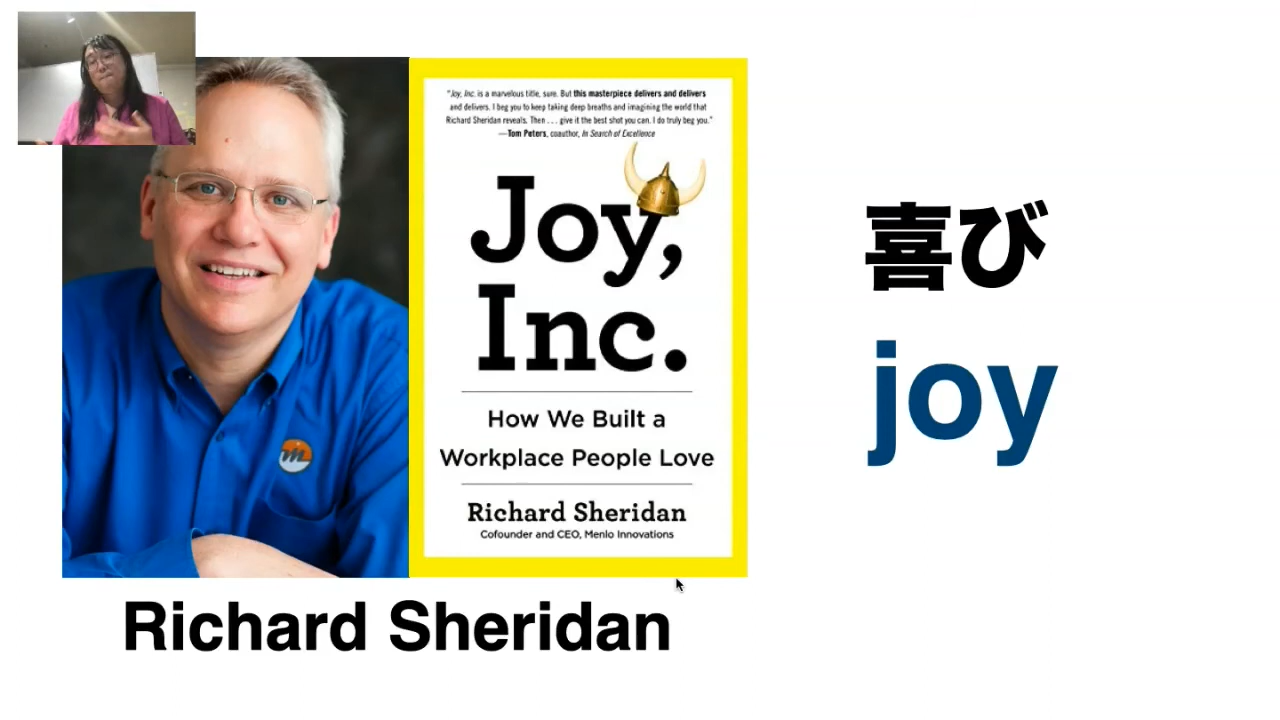 "Joy, Inc. is a marvelous title, sure. But this masterpiece delivers and delivers
and delivers. I beg you to keep taking deep breaths and imagining the world that
Richard Sheridan reveals. Then . . . give it the best shot you can. I do truly beg you."
—Tom Peters, coauthor, In Search of Excellence
Joy,
Inc.
How We Built a
Workplace People Love
Richard Sheridan
Cofounder and CEO, Menlo Innovations
喜び
joy
Richard Sheridan